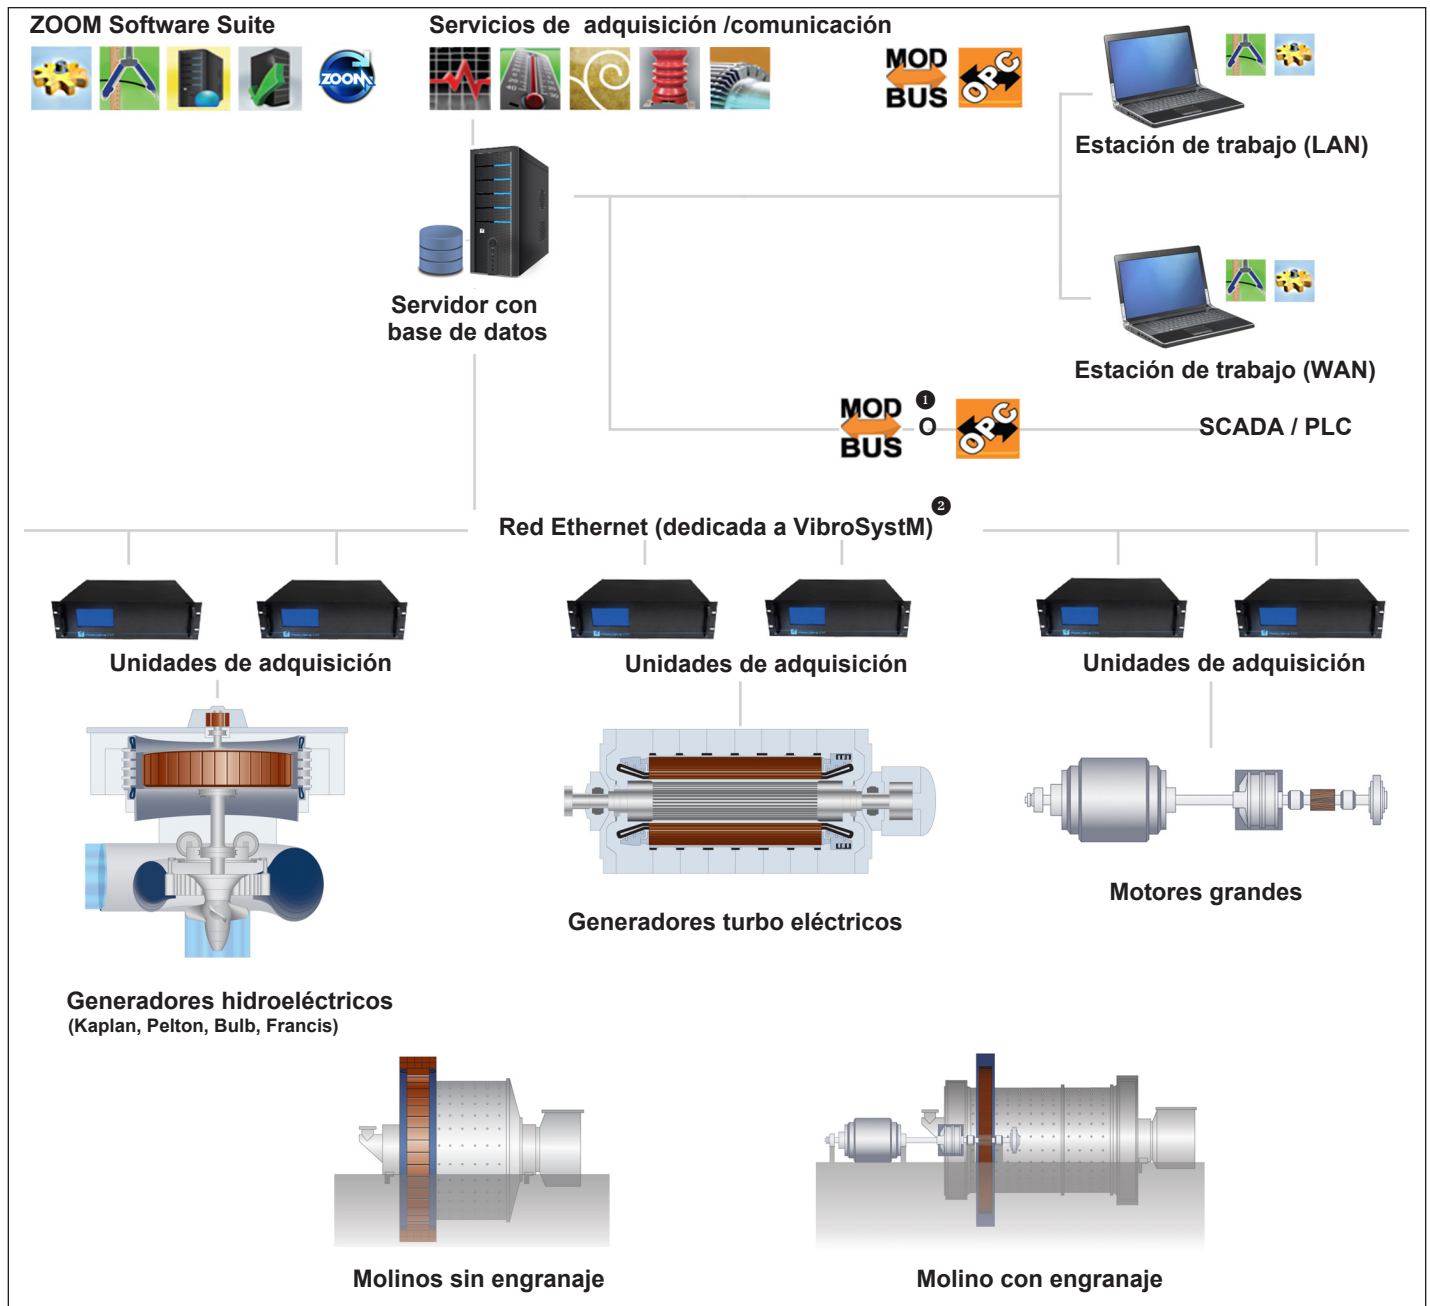 ZOOM Software Suite
Servicios de adquisición /comunicación
ZOOM
MOD
BUS
OPC
Estación de trabajo (LAN)
Servidor con
base de datos
Estación de trabajo (WAN)
MOD
BUS
1
O
OPC
SCADA / PLC
Red Ethernet (dedicada a VibroSystM) 2
Unidades de adquisición
Unidades de adquisición
Unidades de adquisición
Motores grandes
Generadores turbo eléctricos
Generadores hidroeléctricos
(Kaplan, Pelton, Bulb, Francis)
Molinos sin engranaje
Molino con engranaje